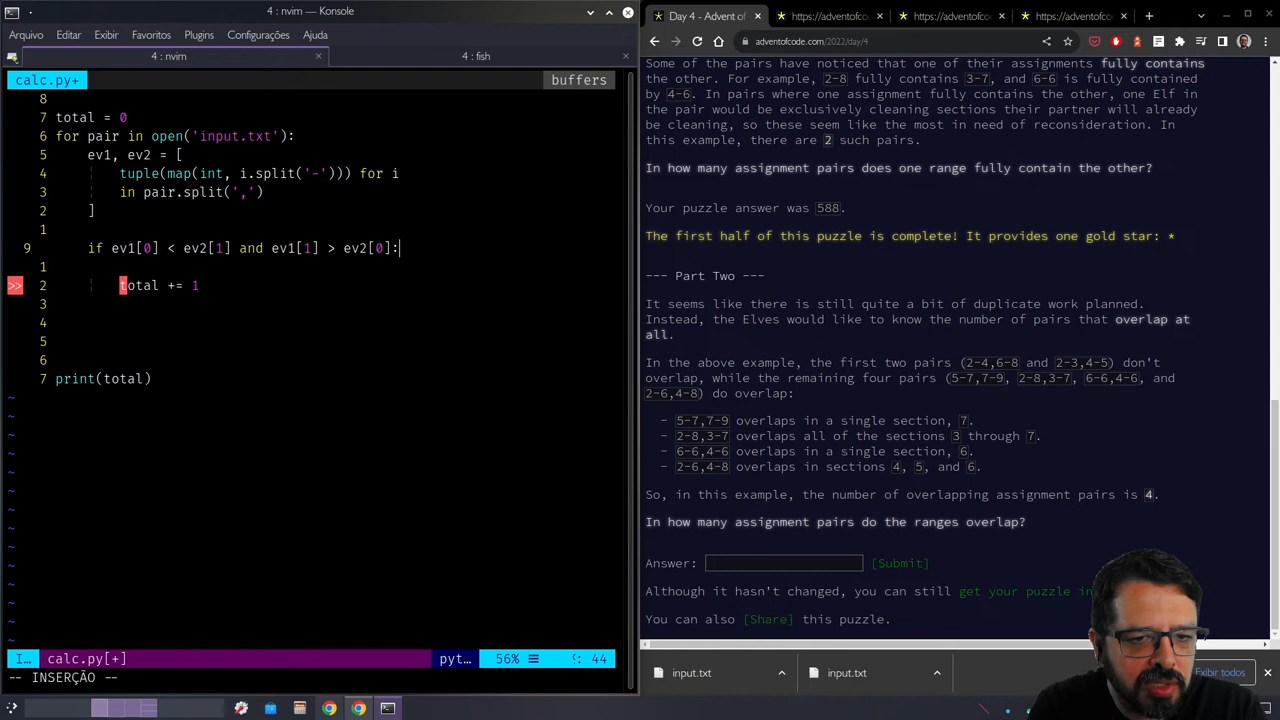 4 : nvim — Konsole
Arquivo Editar Exibir Favoritos Plugins Configurações Ajuda
4 : nvim
4 : fish
calc.py+
buffers
8
7 total = 0
6 for pair in open('input.txt'):
5 ev1, ev2 = [
4 tuple(map(int, i.split('-'))) for i
3 in pair.split(',')
2 ]
1
9 if ev1[0] < ev2[1] and ev1[1] > ev2[0]:
1
>> 2 total += 1
3
4
5
6
7 print(total)
~
~
~
~
~
~
~
~
~
~
~
~
~
~
I… calc.py[+] pyt… 56% ☰ : 44
-- INSERÇÃO --
Day 4 - Advent of
https://adventofcode
https://adventofcode
https://adventofcode
adventofcode.com/2022/day/4
Some of the pairs have noticed that one of their assignments fully contains
the other. For example, 2-8 fully contains 3-7, and 6-6 is fully contained
by 4-6. In pairs where one assignment fully contains the other, one Elf in
the pair would be exclusively cleaning sections their partner will already
be cleaning, so these seem like the most in need of reconsideration. In
this example, there are 2 such pairs.
In how many assignment pairs does one range fully contain the other?
Your puzzle answer was 588.
The first half of this puzzle is complete! It provides one gold star: *
--- Part Two ---
It seems like there is still quite a bit of duplicate work planned.
Instead, the Elves would like to know the number of pairs that overlap at
all.
In the above example, the first two pairs (2-4,6-8 and 2-3,4-5) don't
overlap, while the remaining four pairs (5-7,7-9, 2-8,3-7, 6-6,4-6, and
2-6,4-8) do overlap:
- 5-7,7-9 overlaps in a single section, 7.
- 2-8,3-7 overlaps all of the sections 3 through 7.
- 6-6,4-6 overlaps in a single section, 6.
- 2-6,4-8 overlaps in sections 4, 5, and 6.
So, in this example, the number of overlapping assignment pairs is 4.
In how many assignment pairs do the ranges overlap?
Answer: [Submit]
Although it hasn't changed, you can still get your puzzle in
You can also [Share] this puzzle.
input.txt
input.txt
Exibir todos